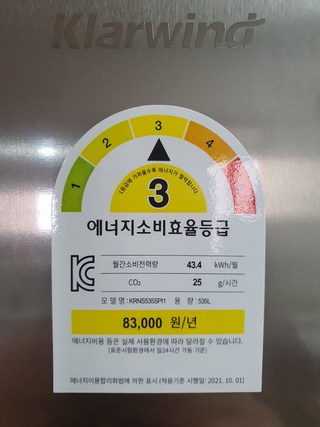 Klarwind
1 2 3 4
1등급에 가까울수록 에너지가 절약됩니다.
3
에너지소비효율등급
월간소비전력량 43.4 kWh/월
CO₂ 25 g/시간
모 델 명 : KRNS535SPI1 용 량 : 535L
83,000 원/년
에너지비용 등은 실제 사용환경에 따라 달라질 수 있습니다.
(표준시험환경에서 일24시간 가동 기준)
에너지이용합리화법에 의한 표시 (적용기준 시행일: 2021. 10. 01)